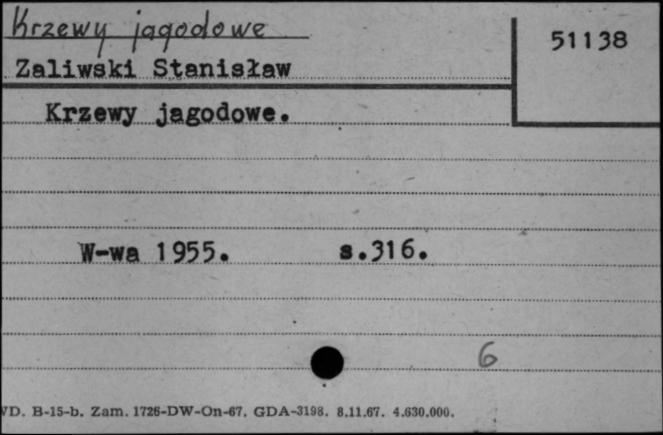 Krzewy jagodowe
51138
Zaliwski Stanisław
Krzewy jagodowe.
W-wa 1955. s.316.
6
VD. B-15-b. Zam. 1726-DW-On-67. GDA-3198. 8.11.67. 4.630.000.